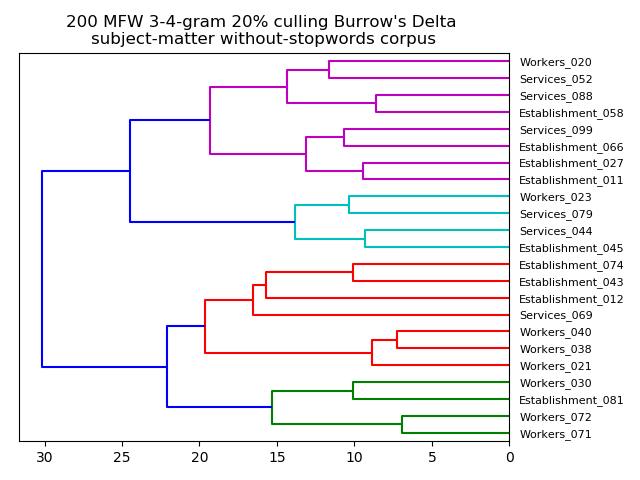 200 MFW 3-4-gram 20% culling Burrow's Delta
subject-matter without-stopwords corpus
Workers_020
Services_052
Services_088
Establishment_058
Services_099
Establishment_066
Establishment_027
Establishment_011
Workers_023
Services_079
Services_044
Establishment_045
Establishment_074
Establishment_043
Establishment_012
Services_069
Workers_040
Workers_038
Workers_021
Workers_030
Establishment_081
Workers_072
Workers_071
30 25 20 15 10 5 0